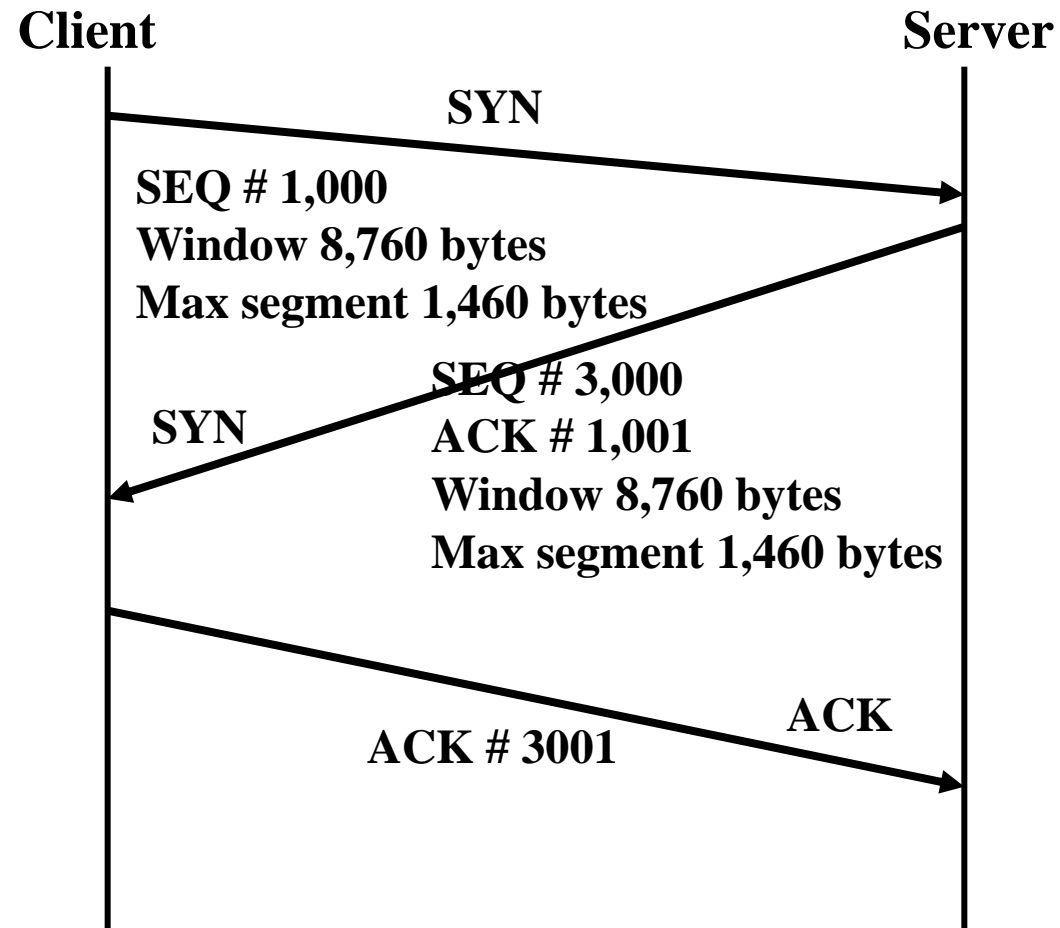 Client
Server
SYN
SEQ # 1,000
Window 8,760 bytes
Max segment 1,460 bytes
SEQ # 3,000
SYN
ACK # 1,001
Window 8,760 bytes
Max segment 1,460 bytes
ACK
ACK # 3001